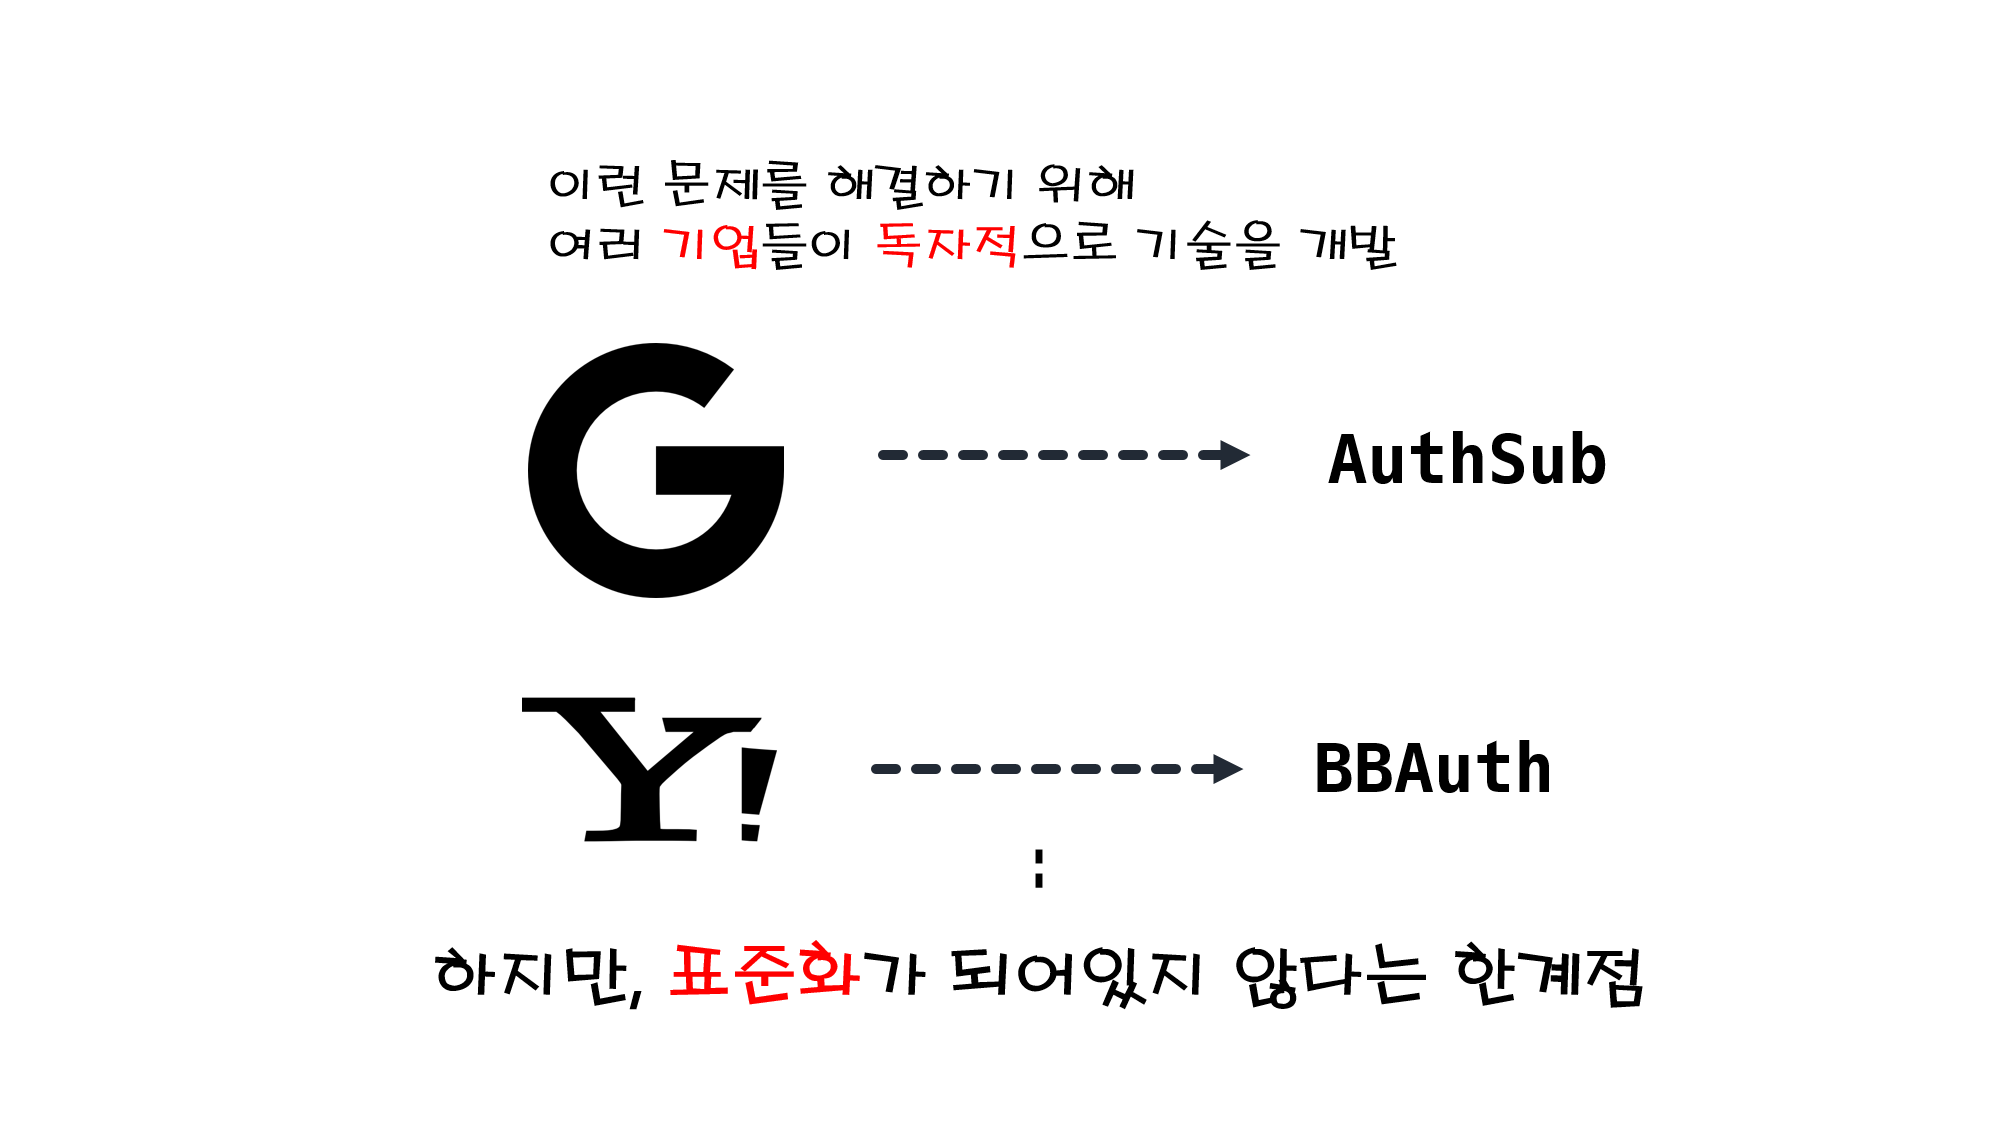 이런 문제를 해결하기 위해
여러 기업들이 독자적으로 기술을 개발
G
AuthSub
Y!
BBAuth
:
하지만, 표준화가 되어있지 않다는 한계점